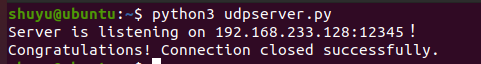 shuyu@ubuntu:~$ python3 udpserver.py
Server is listening on 192.168.233.128:12345！
Congratulations! Connection closed successfully.